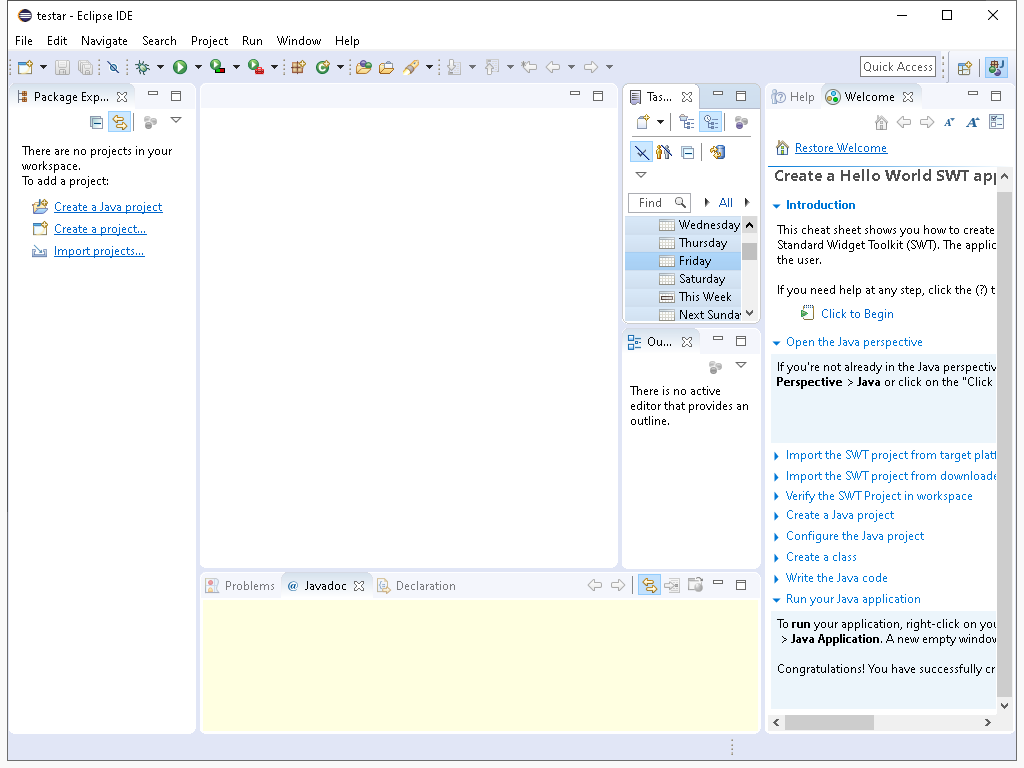 testar - Eclipse IDE
File Edit Navigate Search Project Run Window Help
Quick Access
Package Exp...
There are no projects in your
workspace.
To add a project:
Create a Java project
Create a project...
Import projects...
Tas...
Find
All
Wednesday
Thursday
Friday
Saturday
This Week
Next Sunda
Ou...
There is no active
editor that provides an
outline.
Problems @ Javadoc Declaration
Help Welcome
Restore Welcome
Create a Hello World SWT app
Introduction
This cheat sheet shows you how to create
Standard Widget Toolkit (SWT). The applic
the user.
If you need help at any step, click the (?) t
Click to Begin
Open the Java perspective
If you're not already in the Java perspectiv
Perspective > Java or click on the "Click
Import the SWT project from target platf
Import the SWT project from downloade
Verify the SWT Project in workspace
Create a Java project
Configure the Java project
Create a class
Write the Java code
Run your Java application
To run your application, right-click on you
> Java Application. A new empty window
Congratulations! You have successfully cr